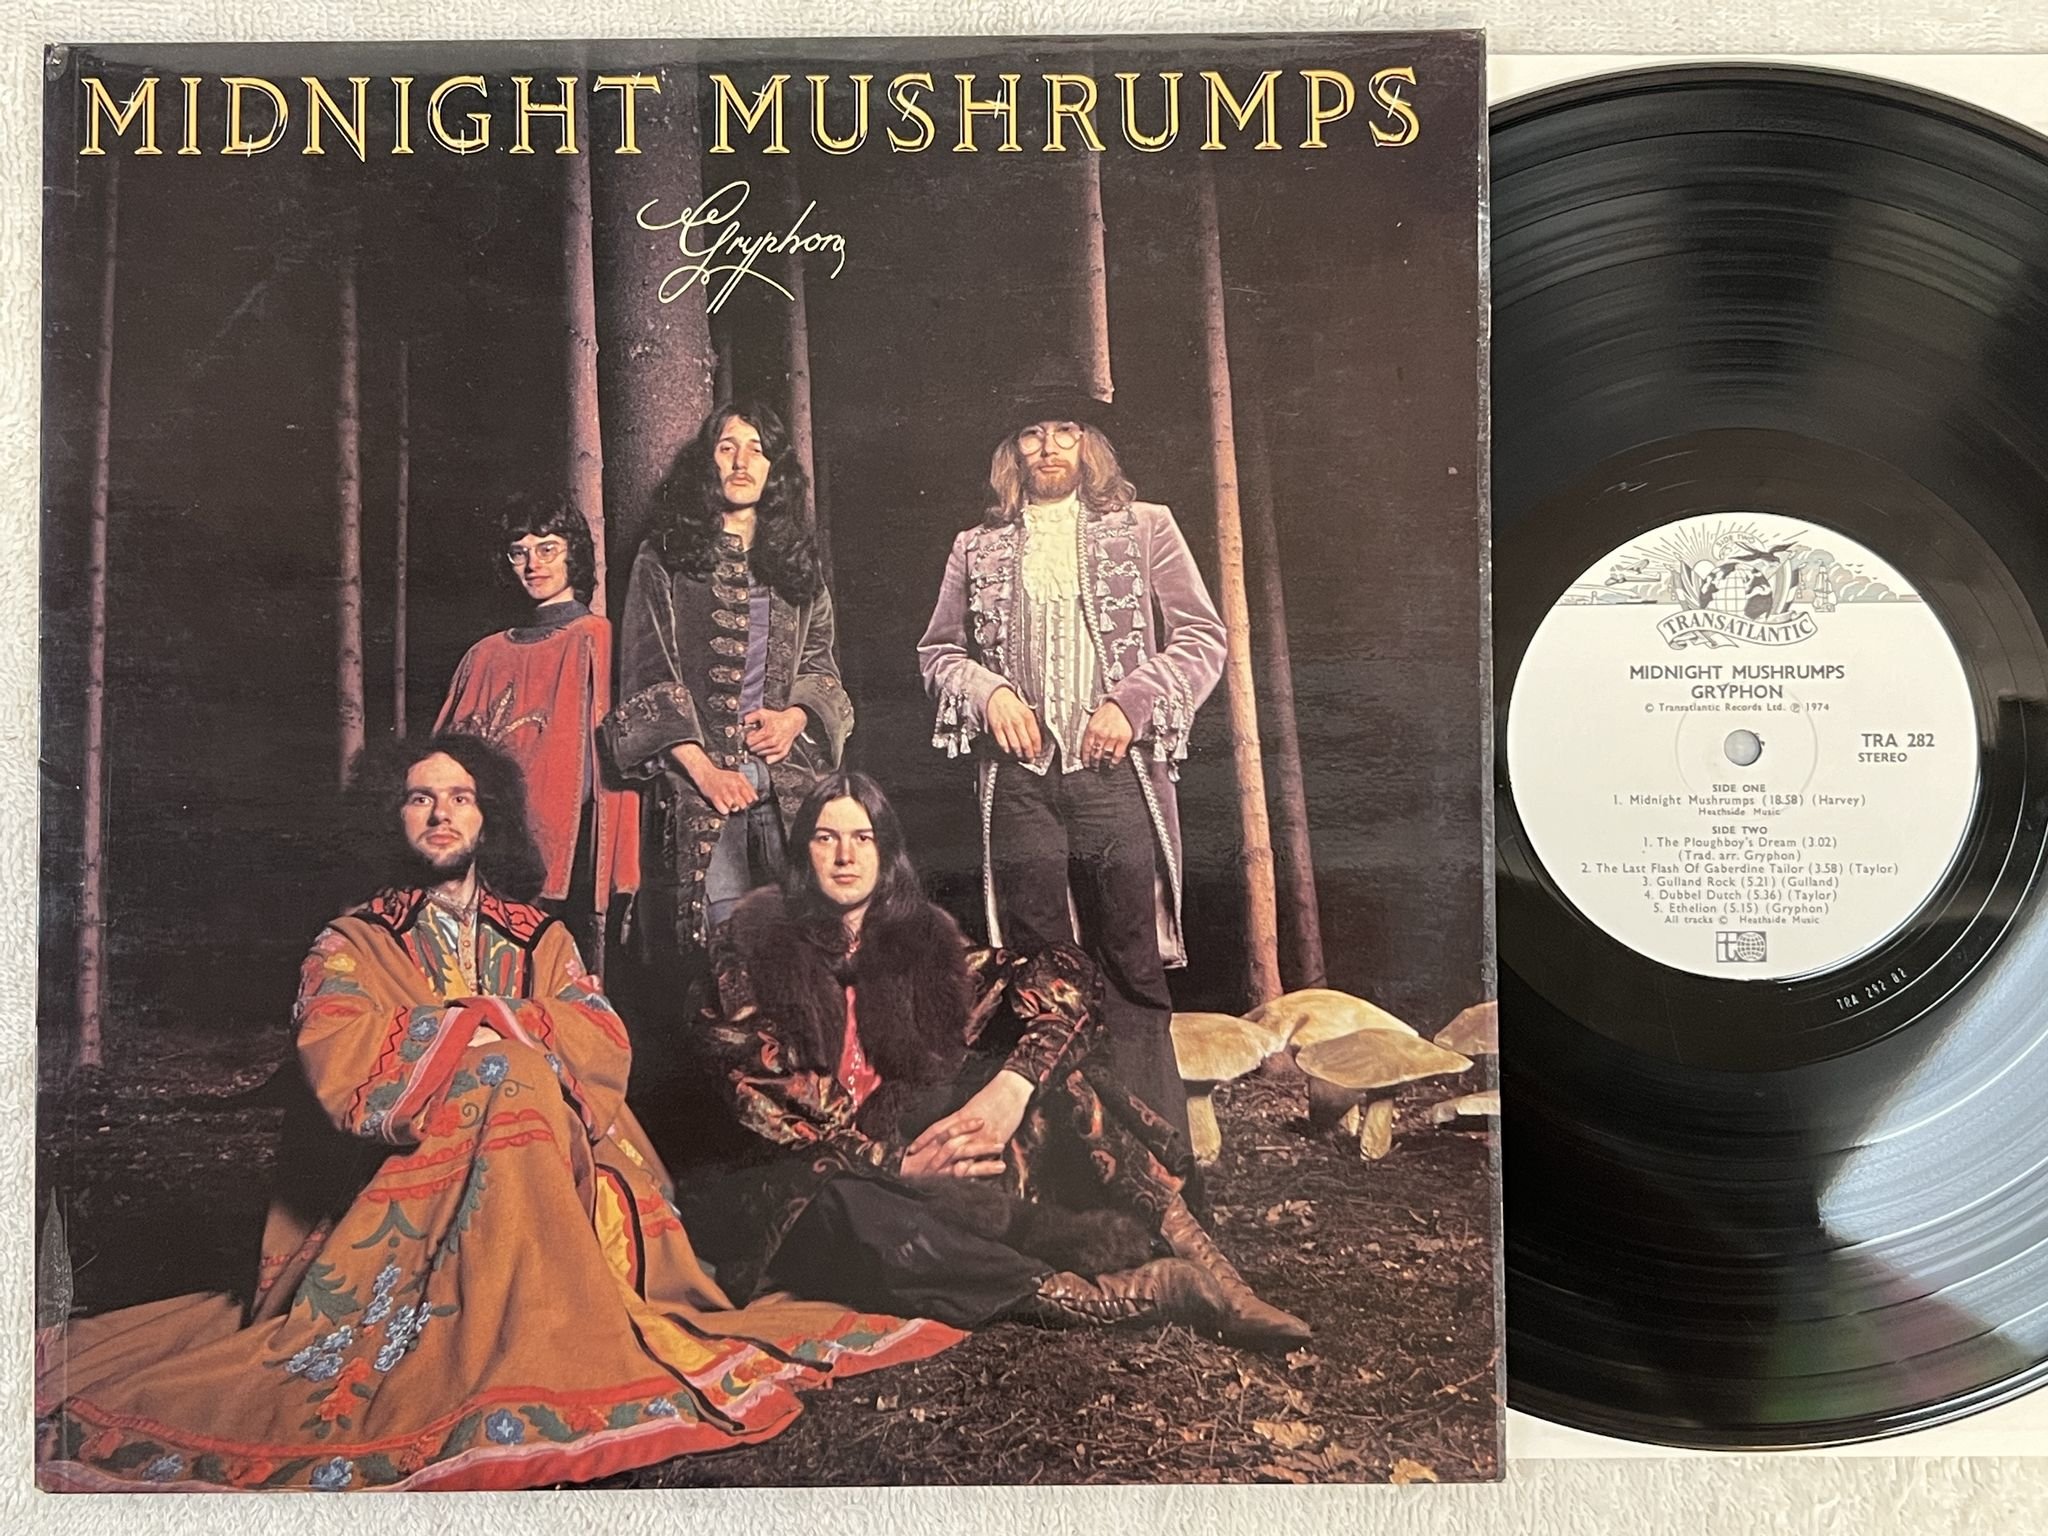 MIDNIGHT MUSHRUMPS
Gryphon
SIDE TWO
TRANSATLANTIC
MIDNIGHT MUSHRUMPS
GRYPHON
© Transatlantic Records Ltd. ℗ 1974
TRA 282
STEREO
SIDE ONE
1. Midnight Mushrumps (18.58) (Harvey)
Heathside Music
SIDE TWO
1. The Ploughboy's Dream (3.02)
(Trad. arr. Gryphon)
2. The Last Flash Of Gaberdine Tailor (3.58) (Taylor)
3. Gulland Rock (5.21) (Gulland)
4. Dubbel Dutch (5.36) (Taylor)
5. Ethelion (5.15) (Gryphon)
All tracks © Heathside Music
t